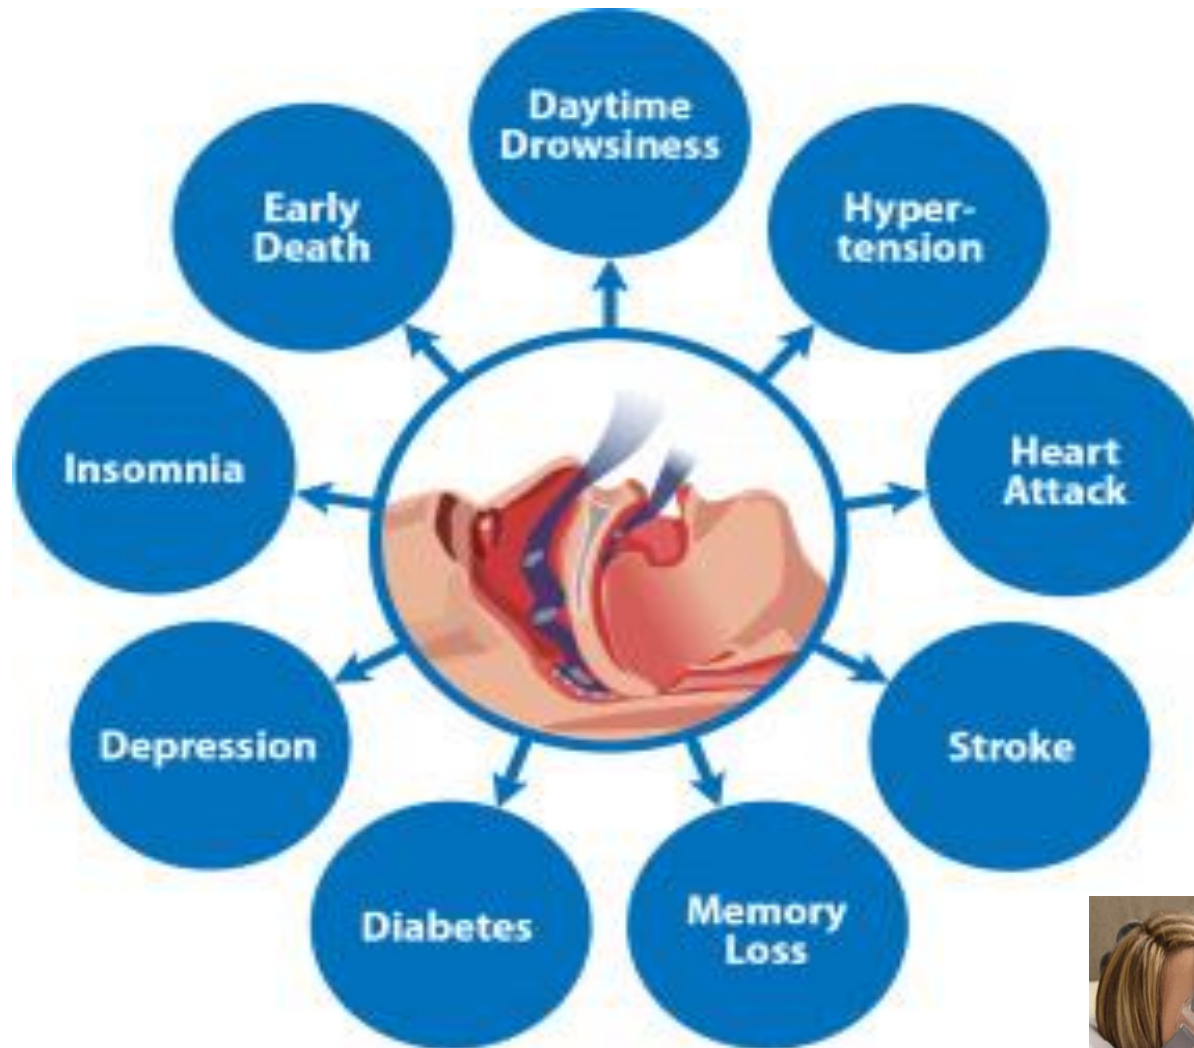 Daytime
Drowsiness
Hyper-
tension
Heart
Attack
Stroke
Memory
Loss
Diabetes
Depression
Insomnia
Early
Death